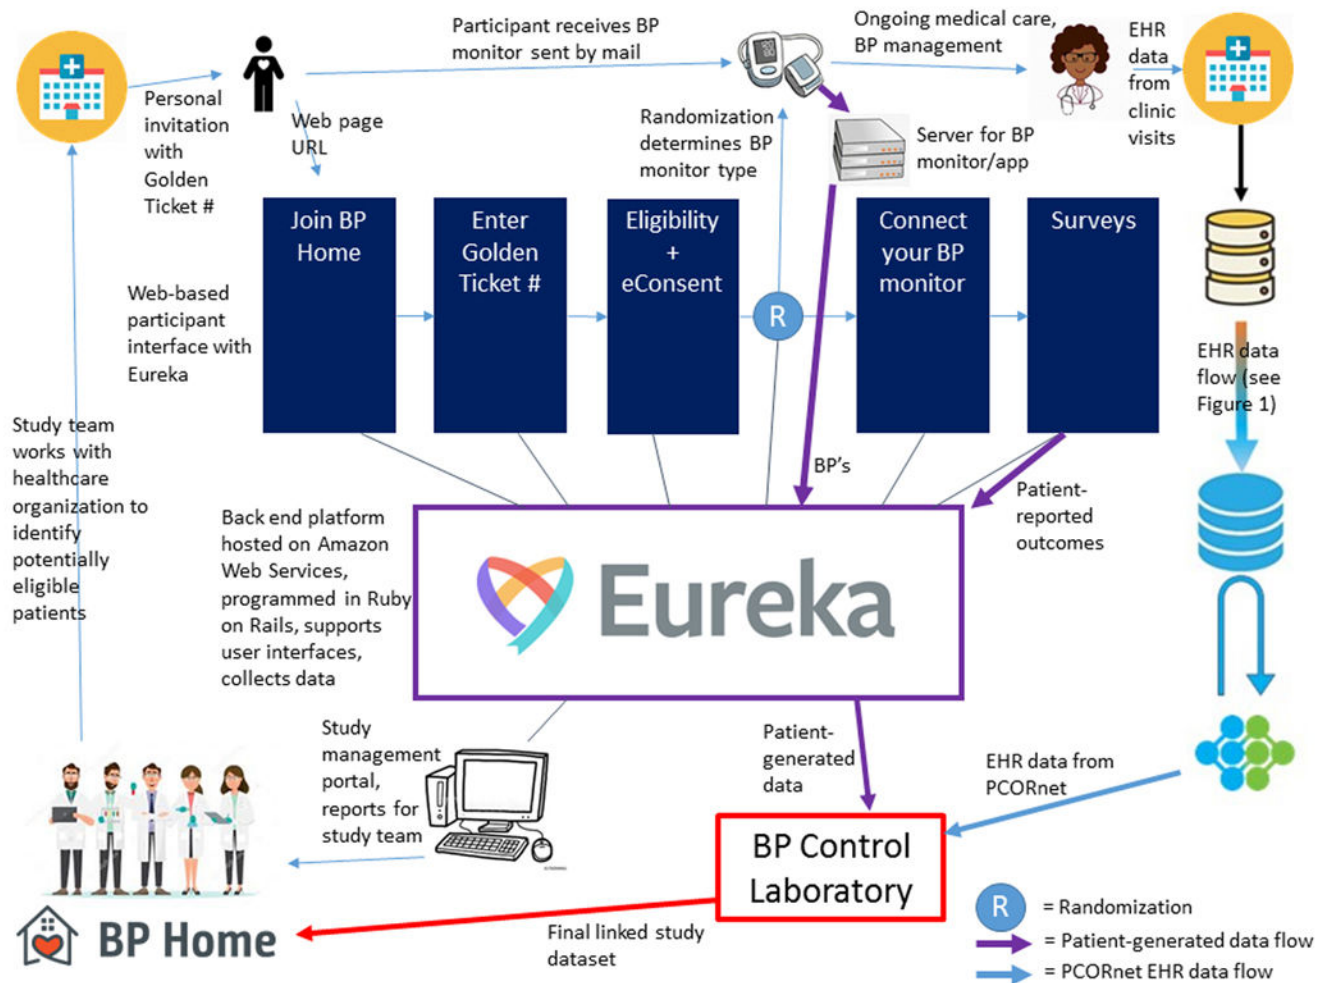 Participant receives BP
monitor sent by mail
Ongoing medical care,
BP management
EHR
data
from
clinic
visits
Personal
invitation
with
Golden
Ticket #
Web page
URL
Randomization
determines BP
monitor type
Server for BP
monitor/app
Join BP
Home
Enter
Golden
Ticket #
Eligibility
+
eConsent
R
Connect
your BP
monitor
Surveys
Web-based
participant
interface with
Eureka
EHR data
flow (see
Figure 1)
Study team
works with
healthcare
organization to
identify
potentially
eligible
patients
BP's
Patient-
reported
outcomes
Back end platform
hosted on Amazon
Web Services,
programmed in Ruby
on Rails, supports
user interfaces,
collects data
Eureka
Study
management
portal,
reports for
study team
Patient-
generated
data
EHR data from
PCORnet
BP Control
Laboratory
BP Home
Final linked study
dataset
R = Randomization
= Patient-generated data flow
= PCORnet EHR data flow